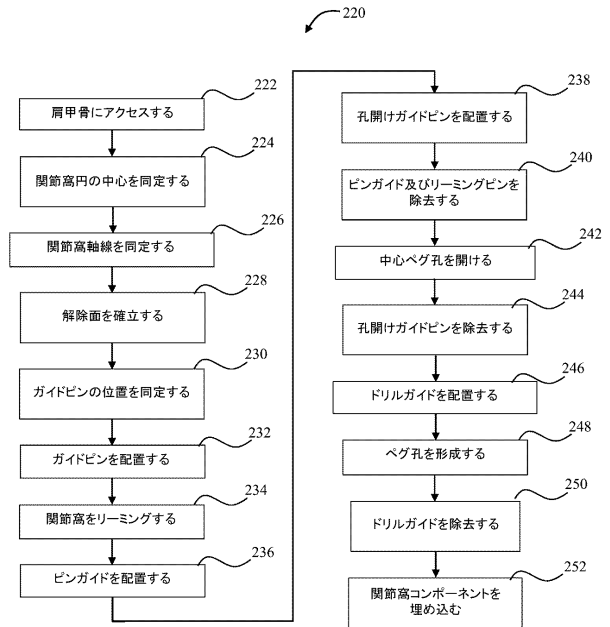 220
222
肩甲骨にアクセスする
224
関節窩円の中心を同定する
226
関節窩軸線を同定する
228
解除面を確立する
230
ガイドピンの位置を同定する
232
ガイドピンを配置する
234
関節窩をリーミングする
236
ピンガイドを配置する
238
孔開けガイドピンを配置する
240
ピンガイド及びリーミングピンを
除去する
242
中心ペグ孔を開ける
244
孔開けガイドピンを除去する
246
ドリルガイドを配置する
248
ペグ孔を形成する
250
ドリルガイドを除去する
252
関節窩コンポーネントを
埋め込む